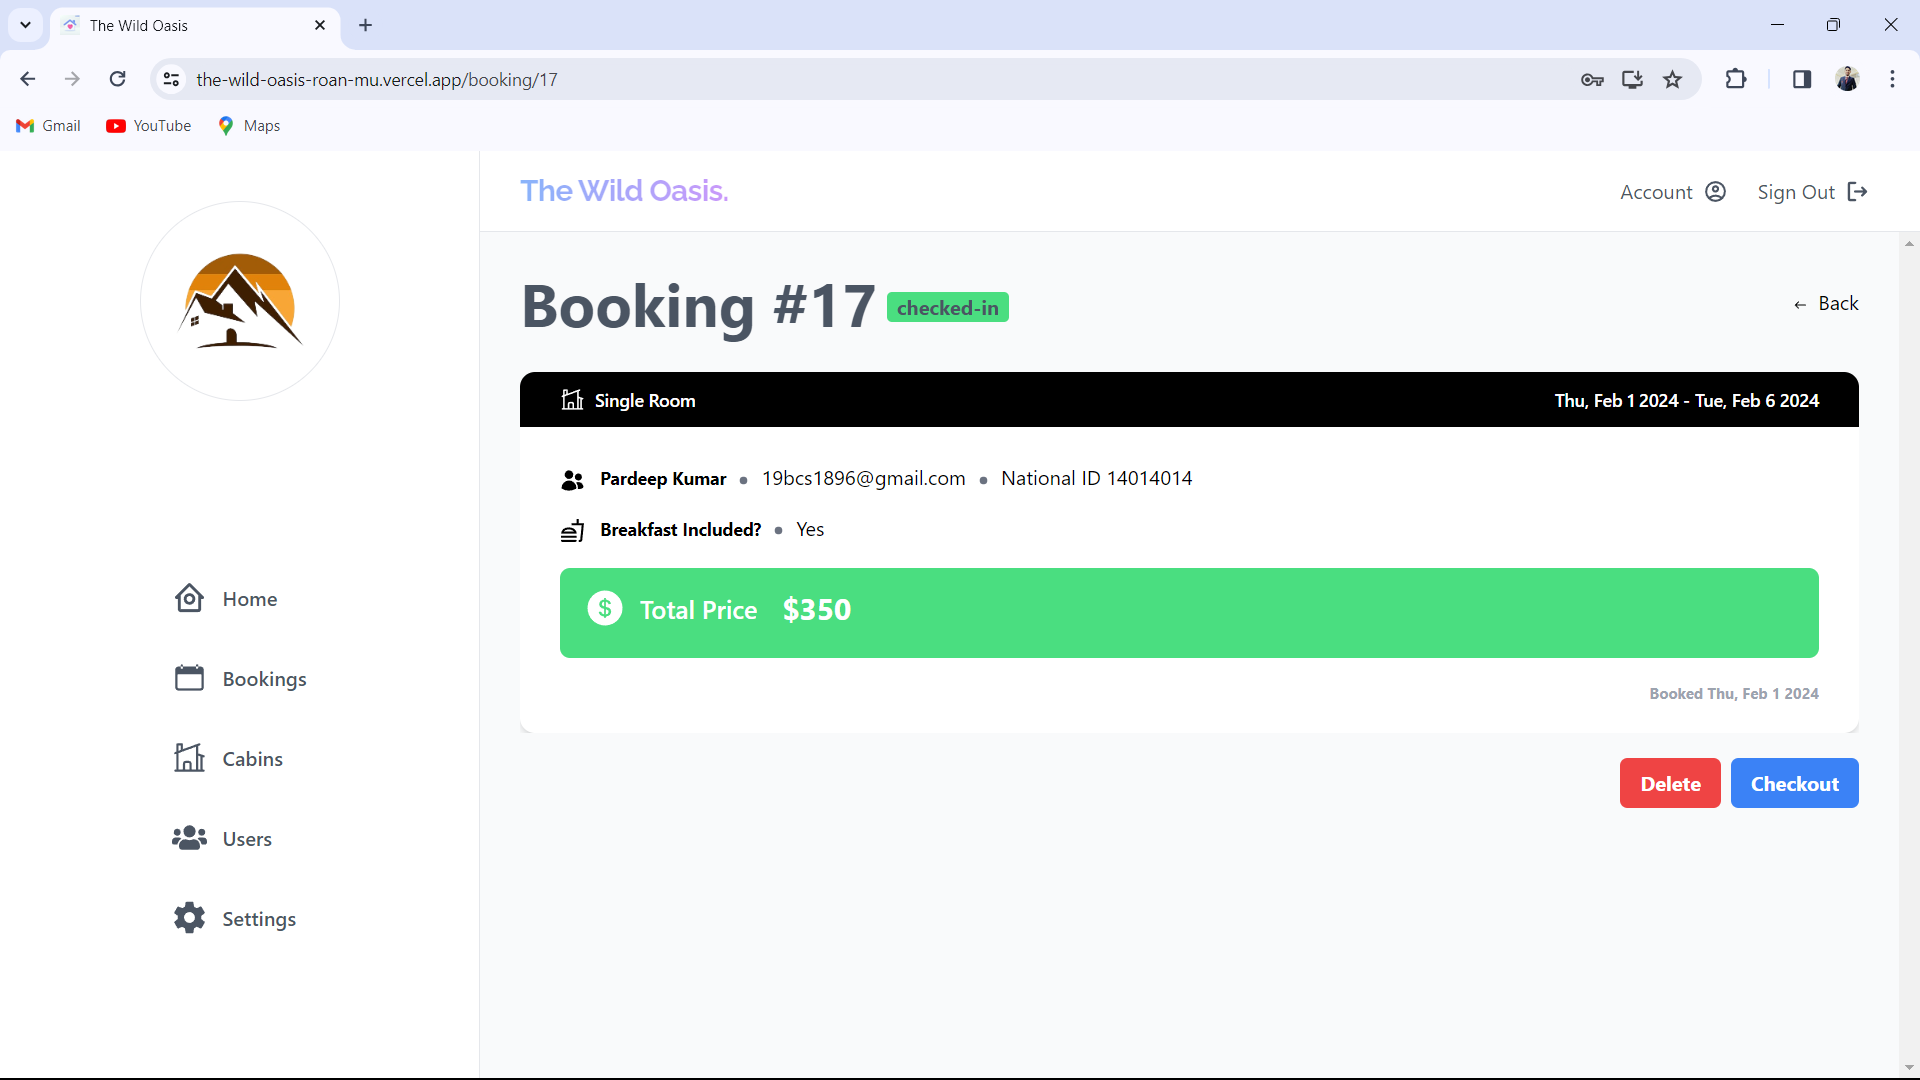 The Wild Oasis
the-wild-oasis-roan-mu.vercel.app/booking/17
Gmail YouTube Maps
The Wild Oasis. Account Sign Out
Booking #17 checked-in ← Back
Single Room Thu, Feb 1 2024 - Tue, Feb 6 2024
Pardeep Kumar • 19bcs1896@gmail.com • National ID 14014014
Breakfast Included? • Yes
$ Total Price $350
Booked Thu, Feb 1 2024
Delete Checkout
Home
Bookings
Cabins
Users
Settings